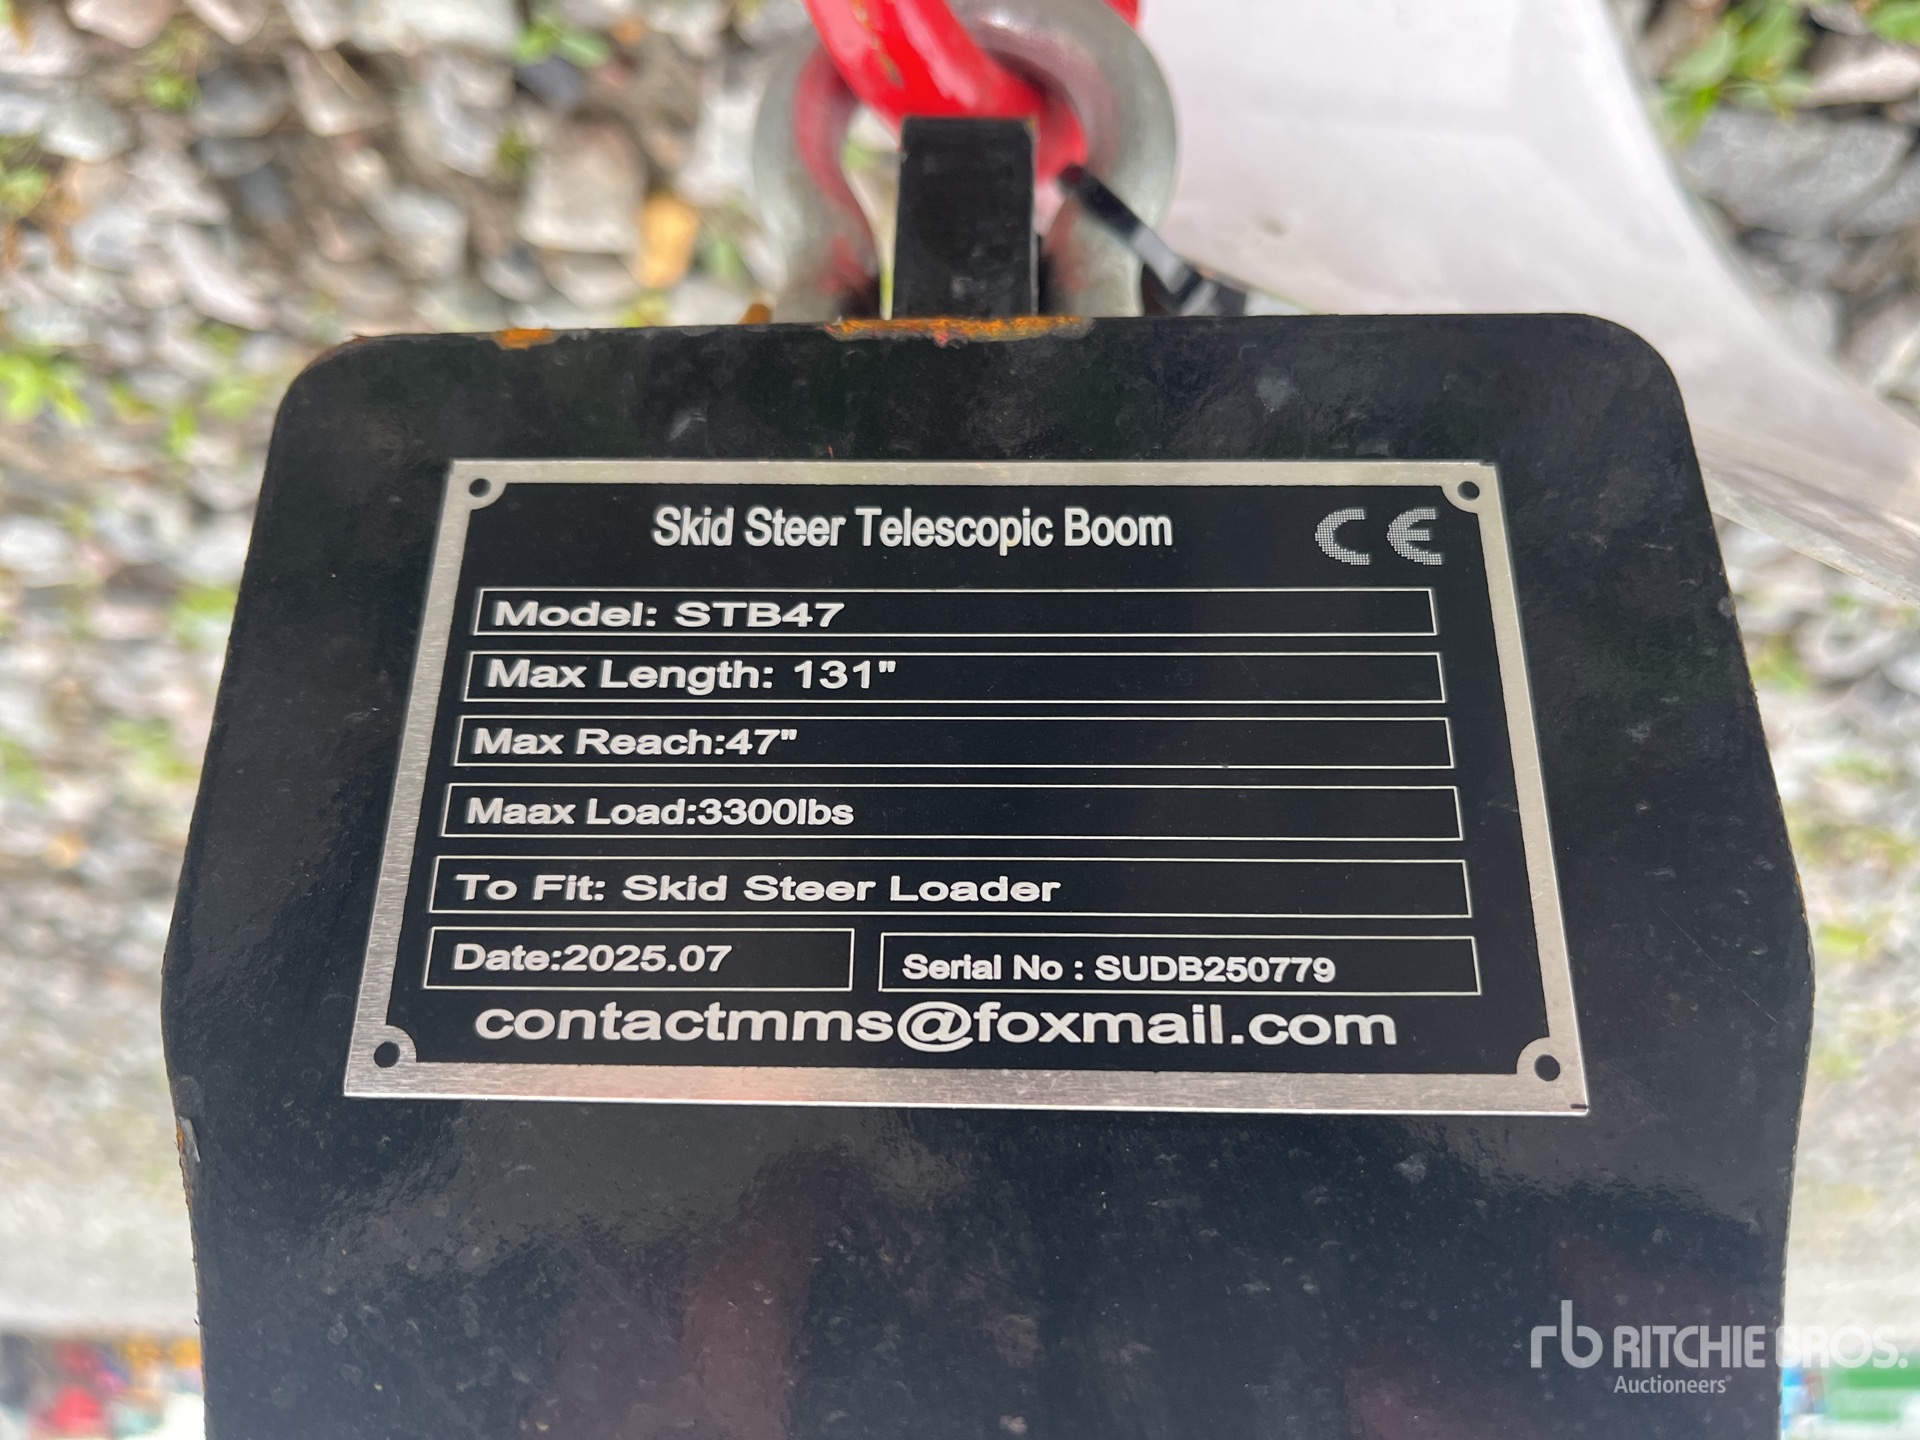 Skid Steer Telescopic Boom
CE
Model: STB47
Max Length: 131"
Max Reach:47"
Maax Load:3300lbs
To Fit: Skid Steer Loader
Date:2025.07
Serial No : SUDB250779
contactmms@foxmail.com
rb RITCHIE BROS.
Auctioneers